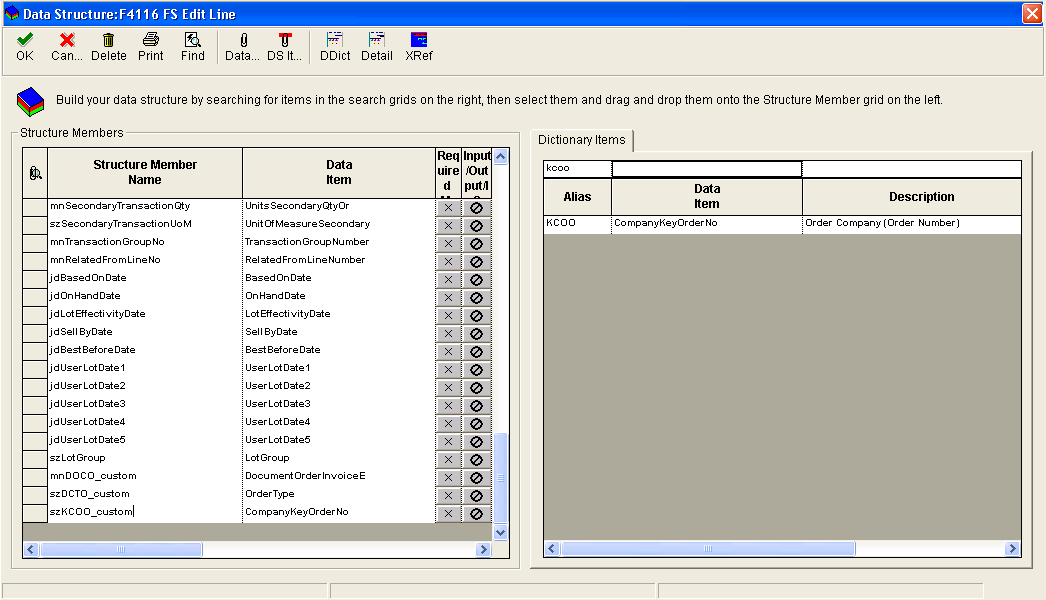 Data Structure:F4116 FS Edit Line
OK Can... Delete Print Find Data... DS It... DDict Detail XRef
Build your data structure by searching for items in the search grids on the right, then select them and drag and drop them onto the Structure Member grid on the left.
Structure Members
Structure Member Name Data Item Required Input/Output/I
mnSecondaryTransactionQty UnitsSecondaryQtyOr
szSecondaryTransactionUoM UnitOfMeasureSecondary
mnTransactionGroupNo TransactionGroupNumber
mnRelatedFromLineNo RelatedFromLineNumber
jdBasedOnDate BasedOnDate
jdOnHandDate OnHandDate
jdLotEffectivityDate LotEffectivityDate
jdSellByDate SellByDate
jdBestBeforeDate BestBeforeDate
jdUserLotDate1 UserLotDate1
jdUserLotDate2 UserLotDate2
jdUserLotDate3 UserLotDate3
jdUserLotDate4 UserLotDate4
jdUserLotDate5 UserLotDate5
szLotGroup LotGroup
mnDOCO_custom DocumentOrderInvoiceE
szDCTO_custom OrderType
szKCOO_custom CompanyKeyOrderNo
Dictionary Items
kcoo
Alias Data Item Description
KCOO CompanyKeyOrderNo Order Company (Order Number)